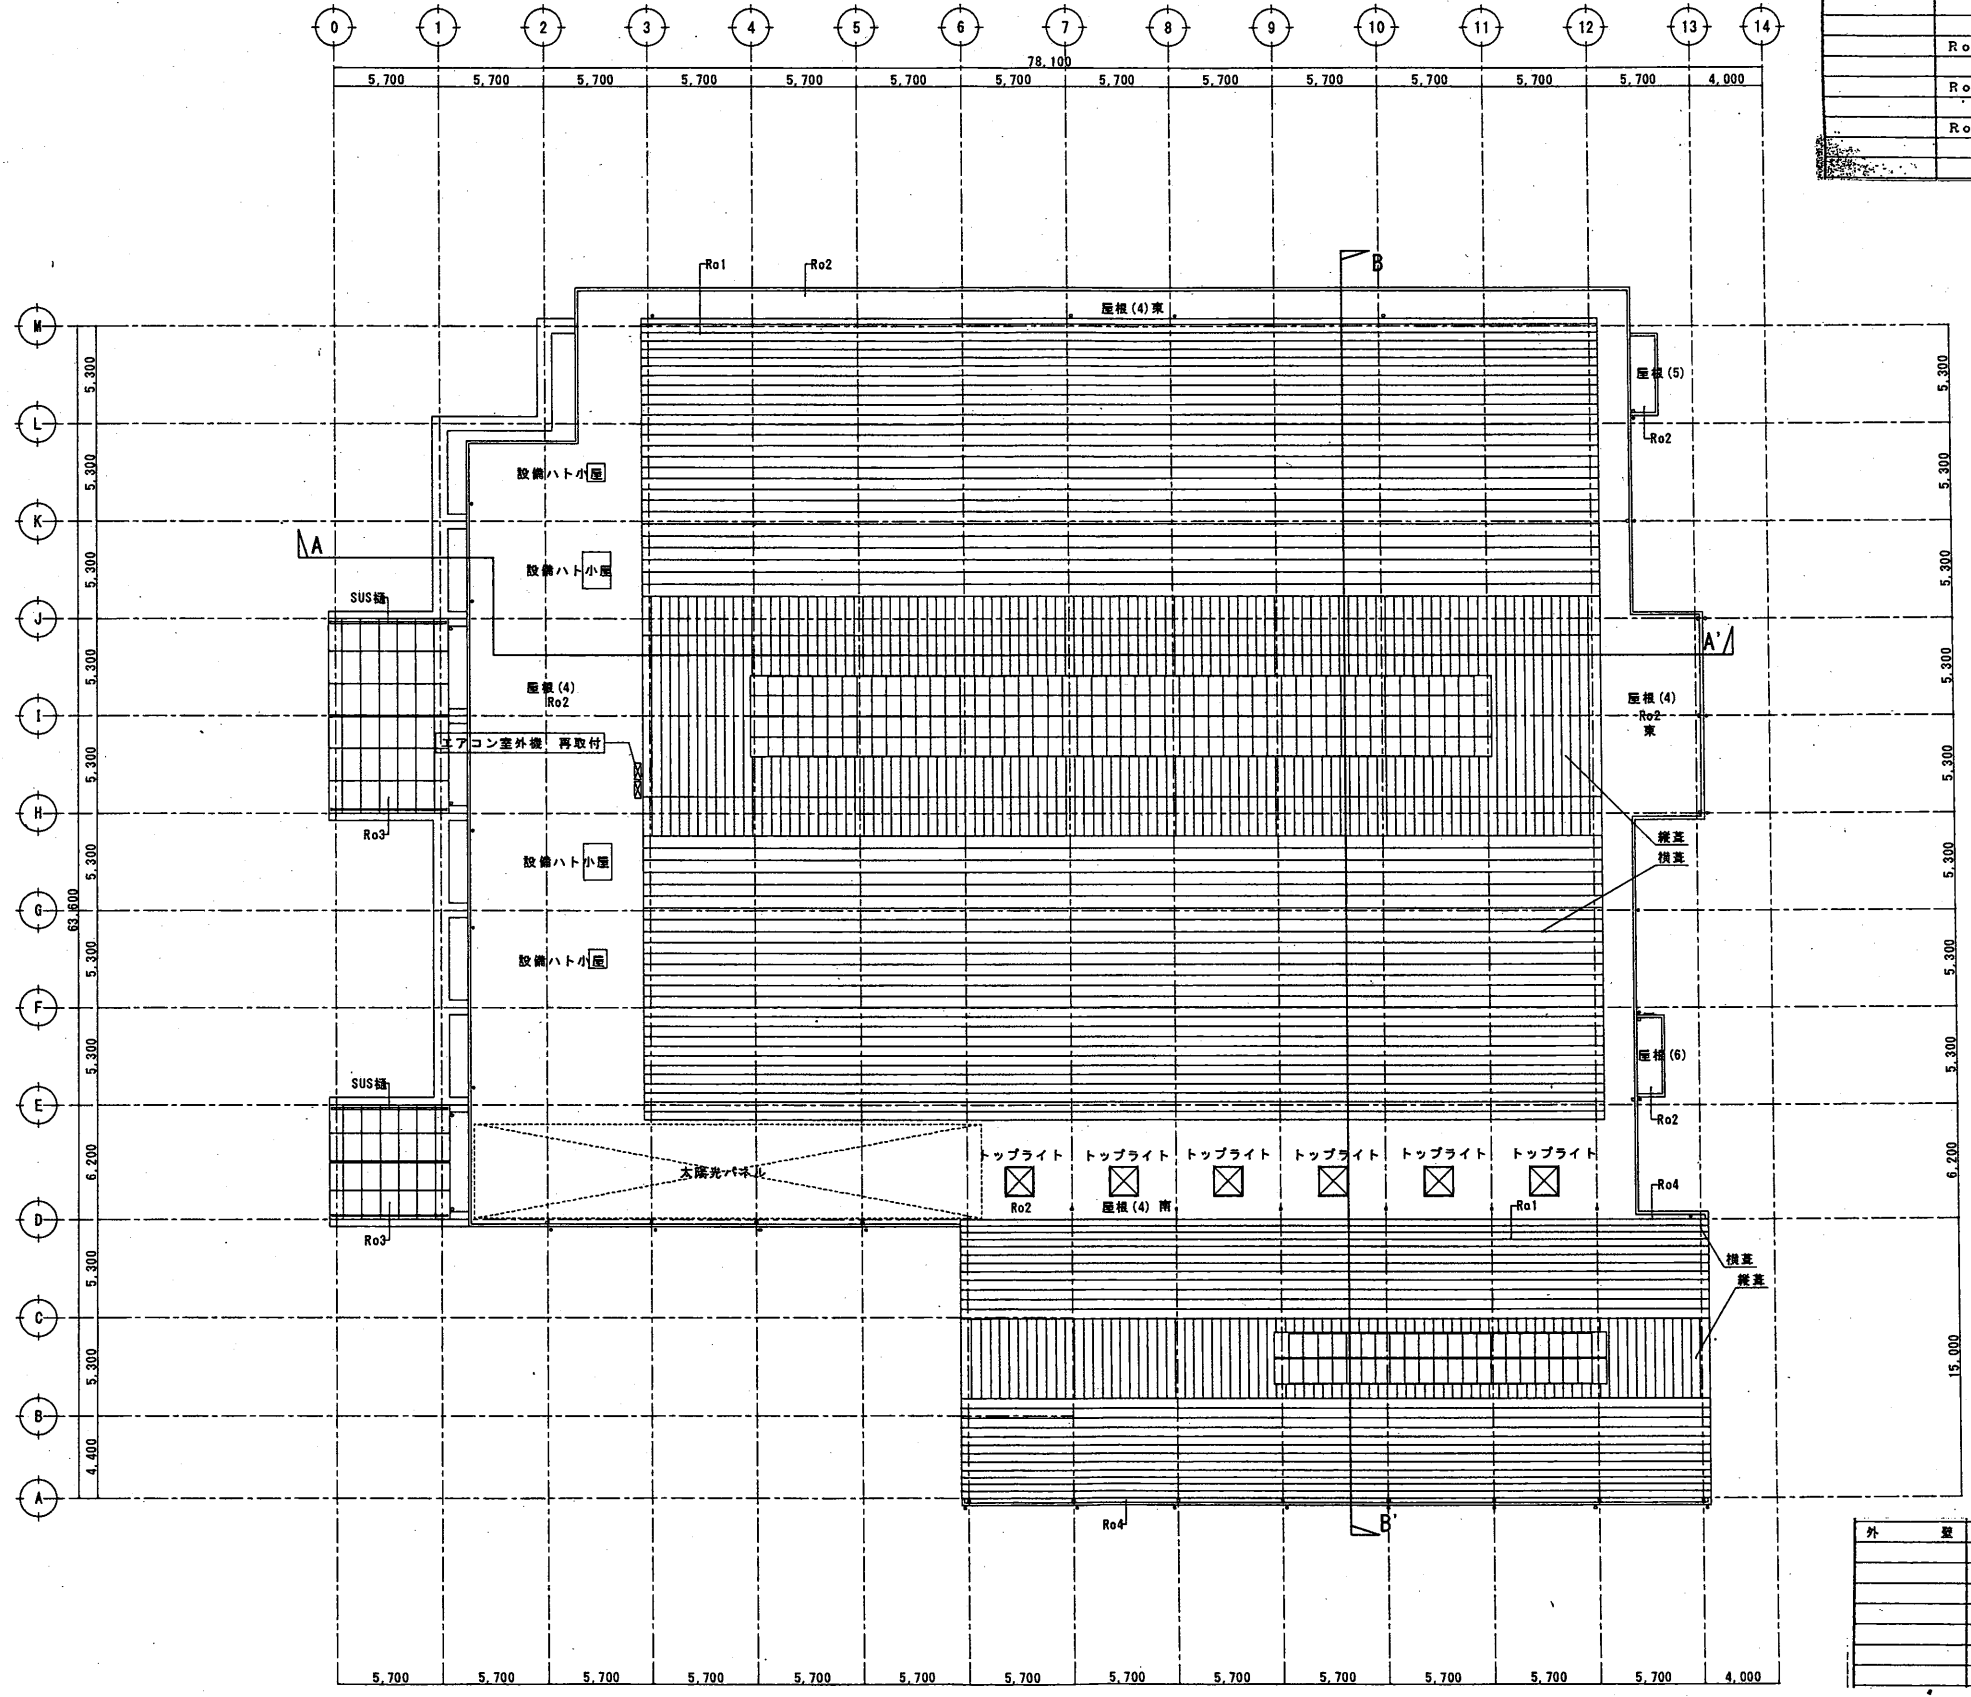 0 1 2 3 4 5 6 7 8 9 10 11 12 13 14
78,100
5,700 5,700 5,700 5,700 5,700 5,700 5,700 5,700 5,700 5,700 5,700 5,700 5,700 4,000
Ro
Ro
Ro
B
Ro1
Ro2
屋根(4)東
M
5,300
屋根(5)
5,300
L
Ro2
設備ハト小屋
5,300
5,300
K
A
設備ハト小屋
5,300
5,300
SUS樋
J
A'
5,300
屋根(4)
Ro2
5,300
屋根(4)
Ro2
東
I
エアコン室外機 再取付
5,300
5,300
H
Ro3
縦葺
横葺
設備ハト小屋
5,300
5,300
63,600
G
設備ハト小屋
5,300
5,300
F
5,300
屋根(6)
5,300
SUS樋
E
Ro2
トップライト トップライト トップライト トップライト トップライト トップライト
太陽光パネル
6,200
6,200
Ro4
Ro2
屋根(4) 南
Ro1
D
Ro3
横葺
縦葺
5,300
C
5,300
15,000
B
4,400
A
Ro4
B'
外 壁
5,700 5,700 5,700 5,700 5,700 5,700 5,700 5,700 5,700 5,700 5,700 5,700 5,700 4,000